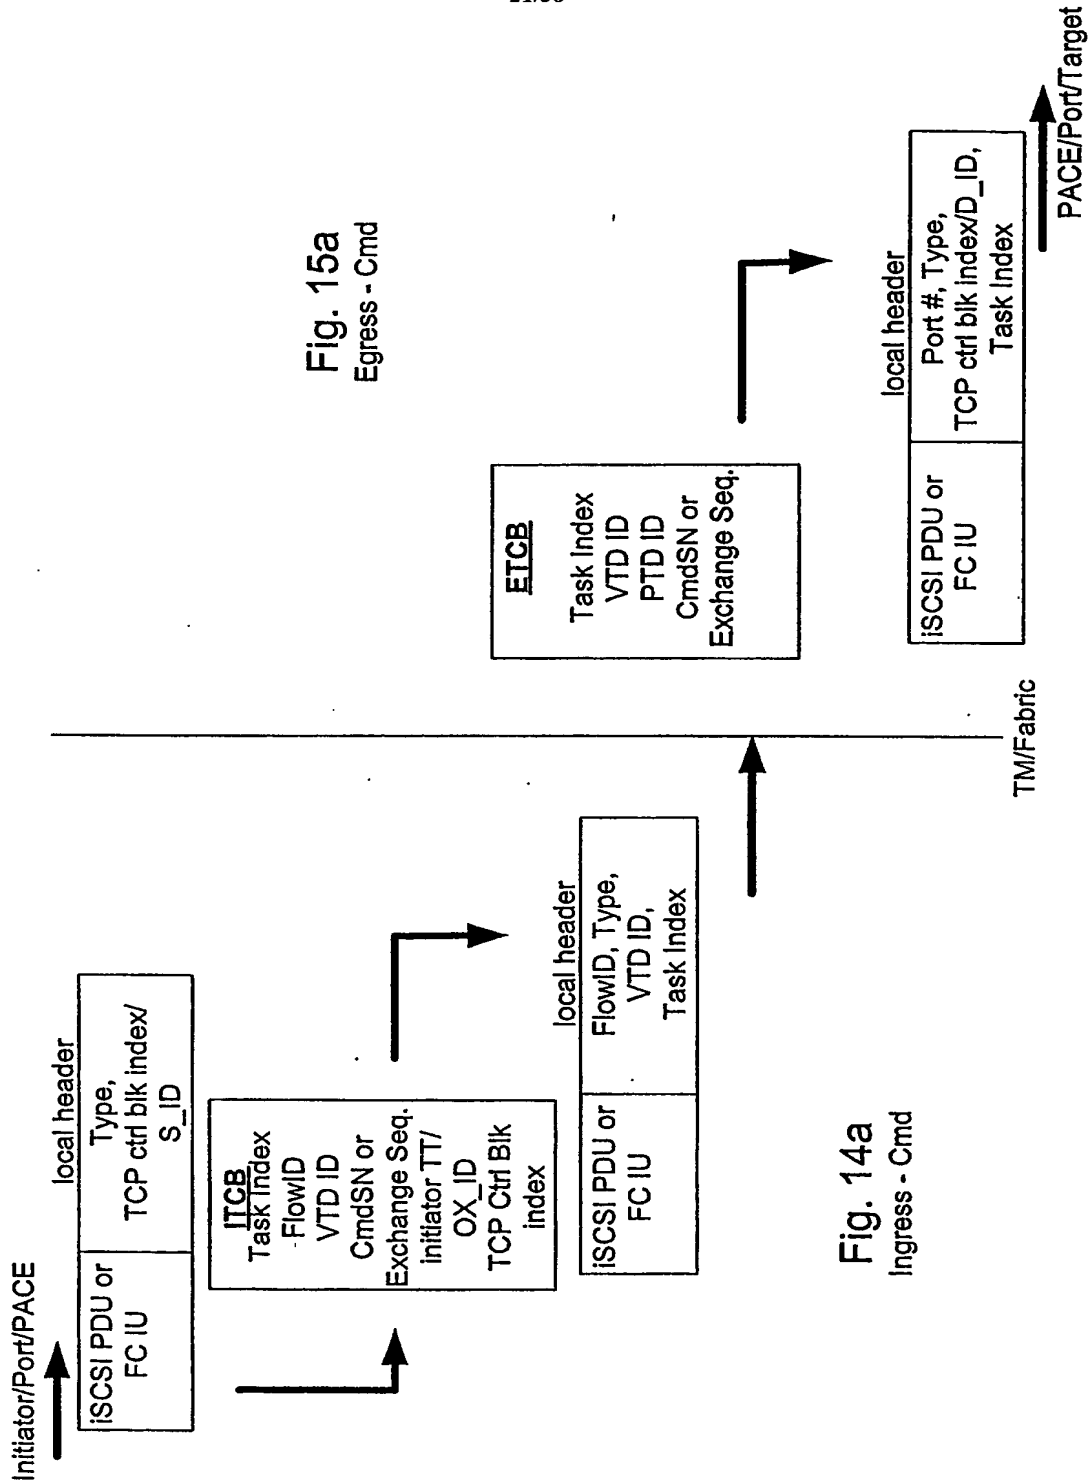 Initiator/Port/PACE
local header
iSCSI PDU or
FC IU
Type,
TCP ctrl blk index/
S_ID
ITCB
Task Index
FlowID
VTD ID
CmdSN or
Exchange Seq.
initiator TT/
OX_ID
TCP Ctrl Blk
index
local header
iSCSI PDU or
FC IU
FlowID, Type,
VTD ID,
Task Index
Fig. 14a
Ingress - Cmd
TM/Fabric
Fig. 15a
Egress - Cmd
ETCB
Task Index
VTD ID
PTD ID
CmdSN or
Exchange Seq.
local header
iSCSI PDU or
FC IU
Port #, Type,
TCP ctrl blk index/D_ID,
Task Index
PACE/Port/Target